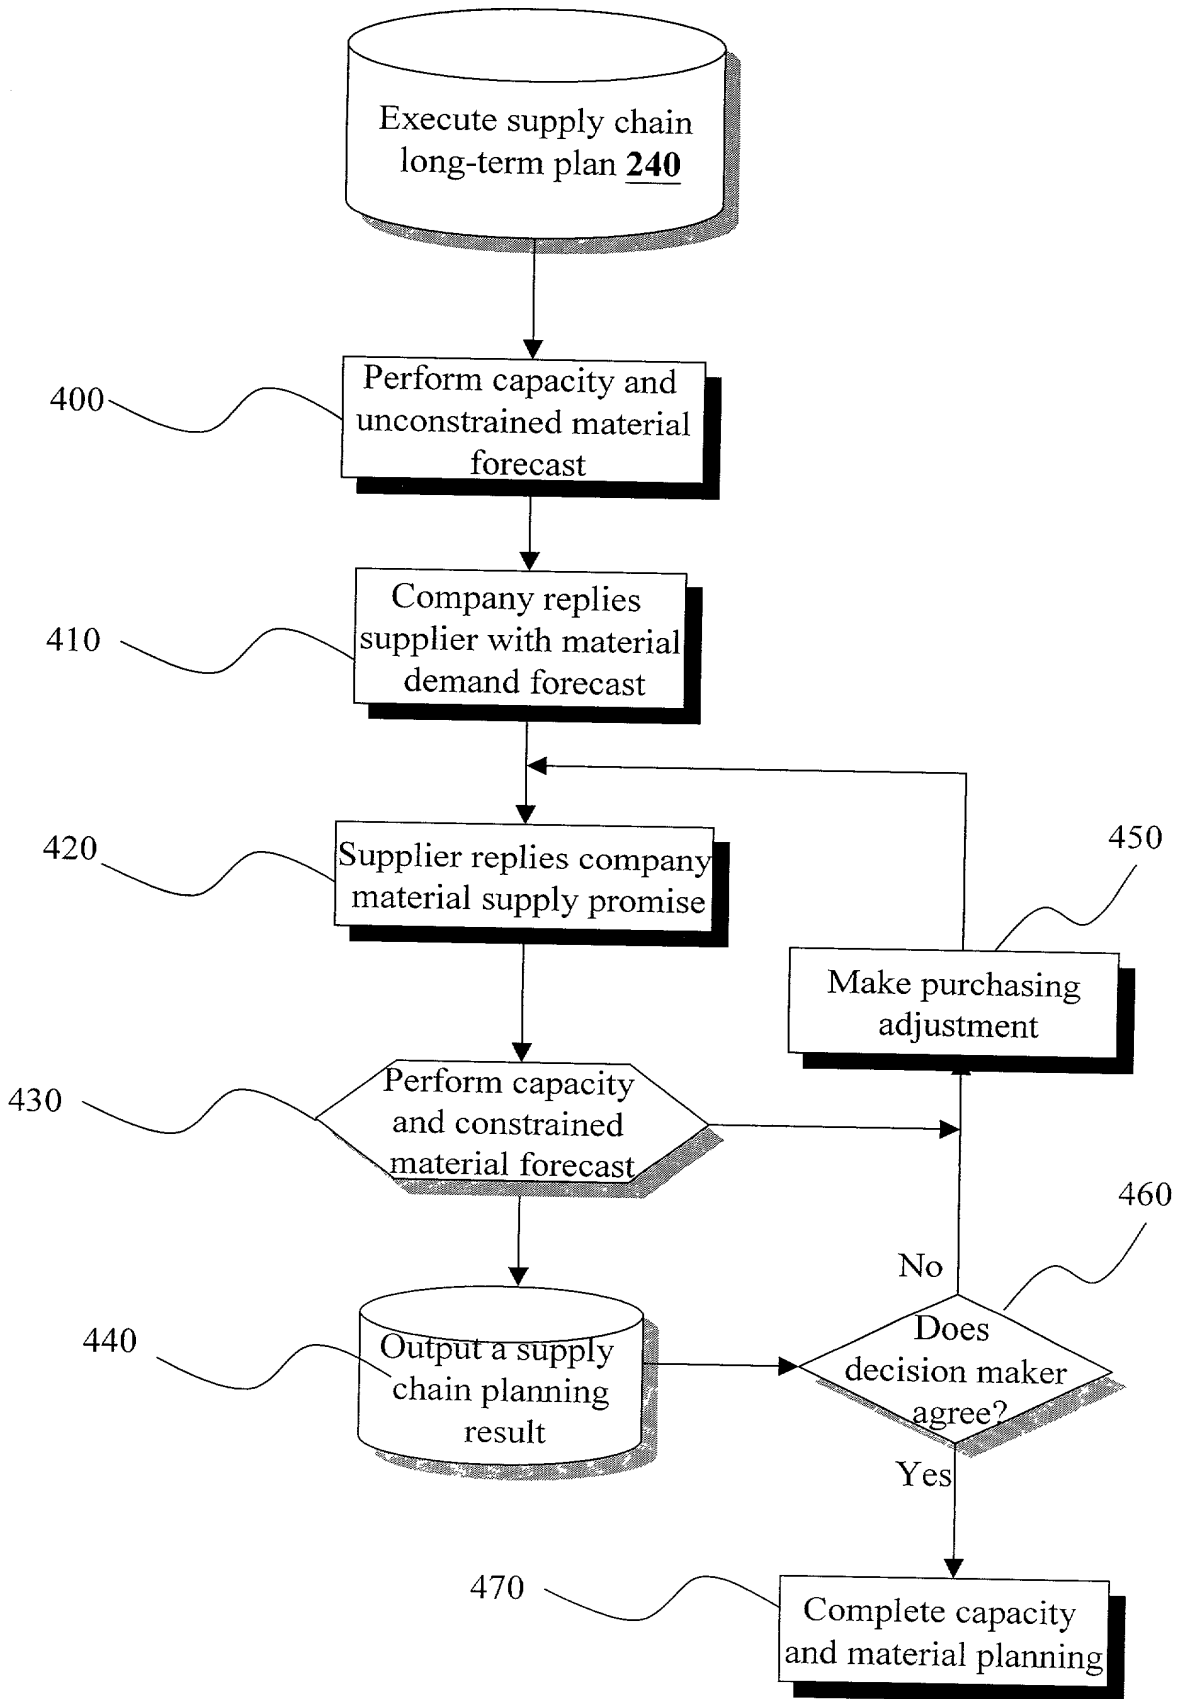 Execute supply chain
long-term plan 240
400
Perform capacity and
unconstrained material
forecast
410
Company replies
supplier with material
demand forecast
420
Supplier replies company
material supply promise
450
Make purchasing
adjustment
430
Perform capacity
and constrained
material forecast
460
No
440
Output a supply
chain planning
result
Does
decision maker
agree?
Yes
470
Complete capacity
and material planning